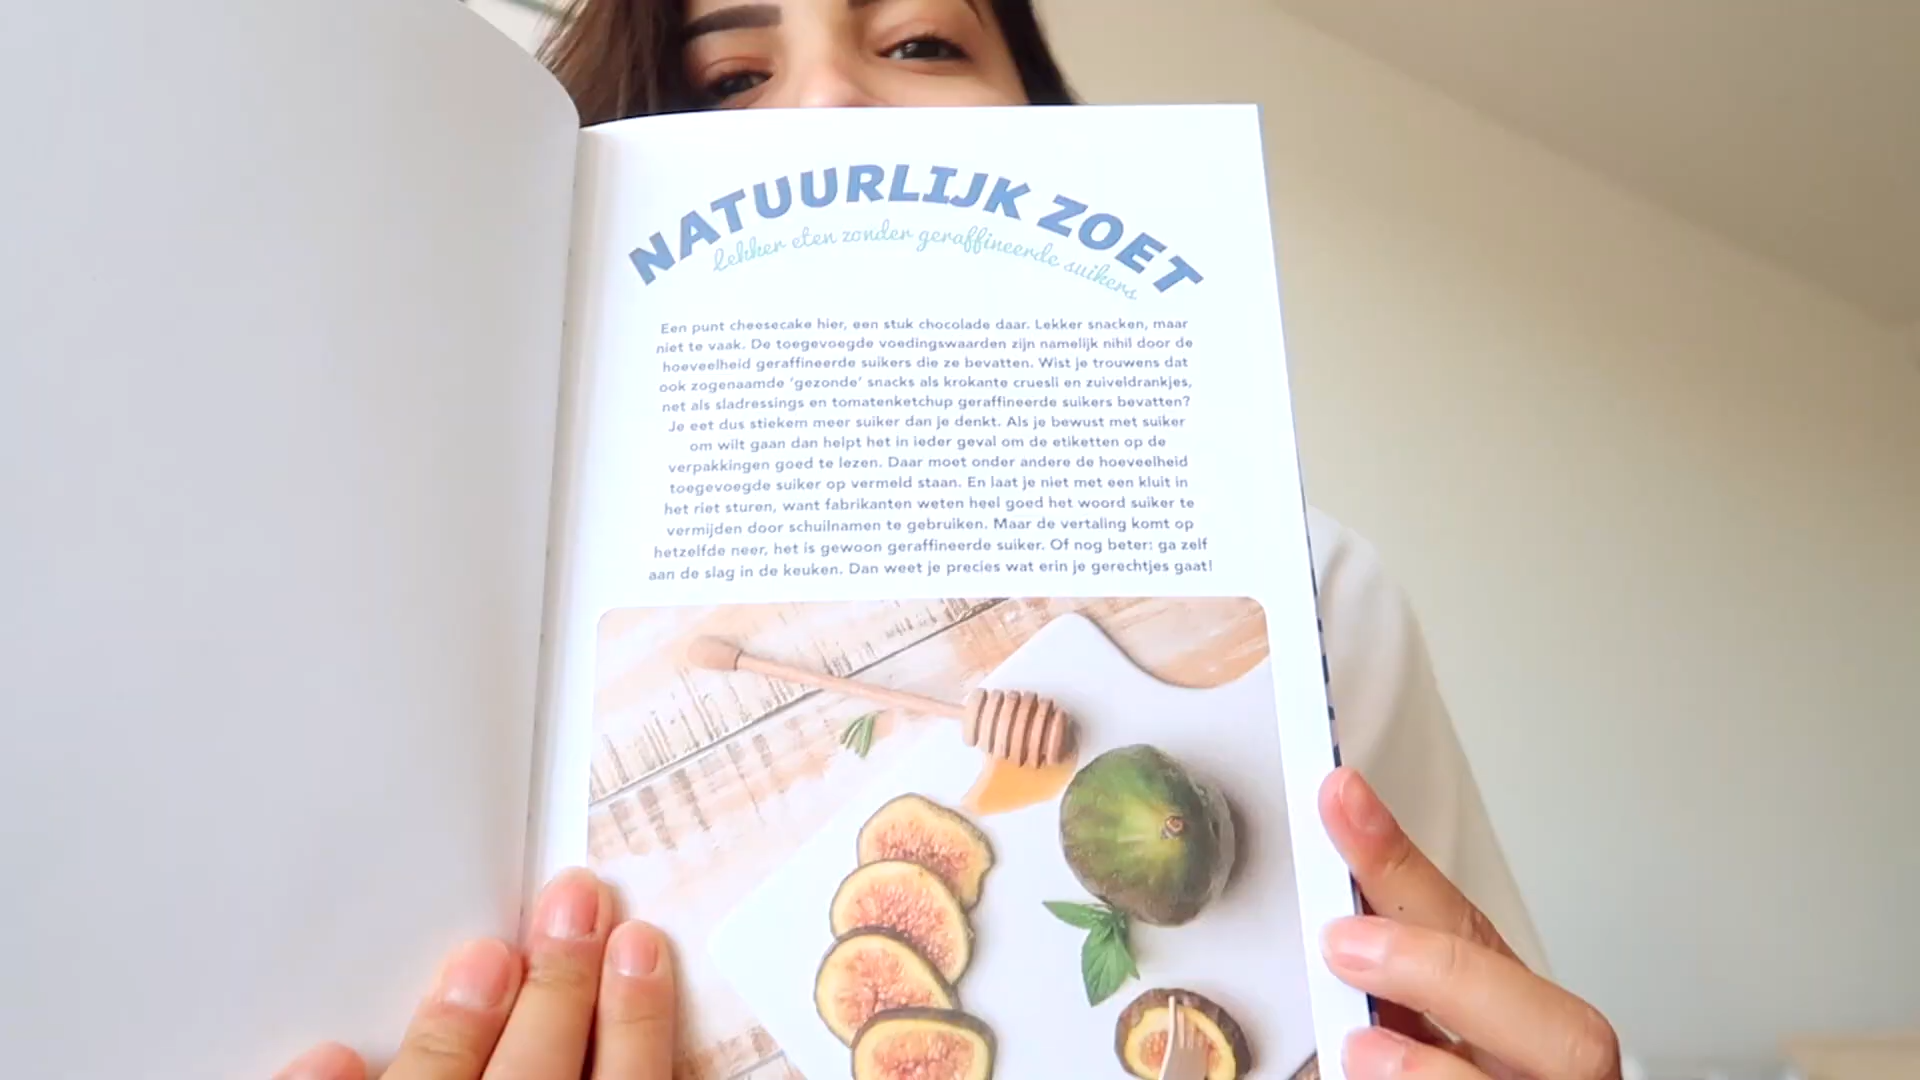 NATUURLIJK ZOET
lekker eten zonder geraffineerde suikers
Een punt cheesecake hier, een stuk chocolade daar. Lekker snacken, maar
niet te vaak. De toegevoegde voedingswaarden zijn namelijk nihil door de
hoeveelheid geraffineerde suikers die ze bevatten. Wist je trouwens dat
ook zogenaamde 'gezonde' snacks als krokante cruesli en zuiveldrankjes,
net als sladressings en tomatenketchup geraffineerde suikers bevatten?
Je eet dus stiekem meer suiker dan je denkt. Als je bewust met suiker
om wilt gaan dan helpt het in ieder geval om de etiketten op de
verpakkingen goed te lezen. Daar moet onder andere de hoeveelheid
toegevoegde suiker op vermeld staan. En laat je niet met een kluit in
het riet sturen, want fabrikanten weten heel goed het woord suiker te
vermijden door schuilnamen te gebruiken. Maar de vertaling komt op
hetzelfde neer, het is gewoon geraffineerde suiker. Of nog beter: ga zelf
aan de slag in de keuken. Dan weet je precies wat erin je gerechtjes gaat!